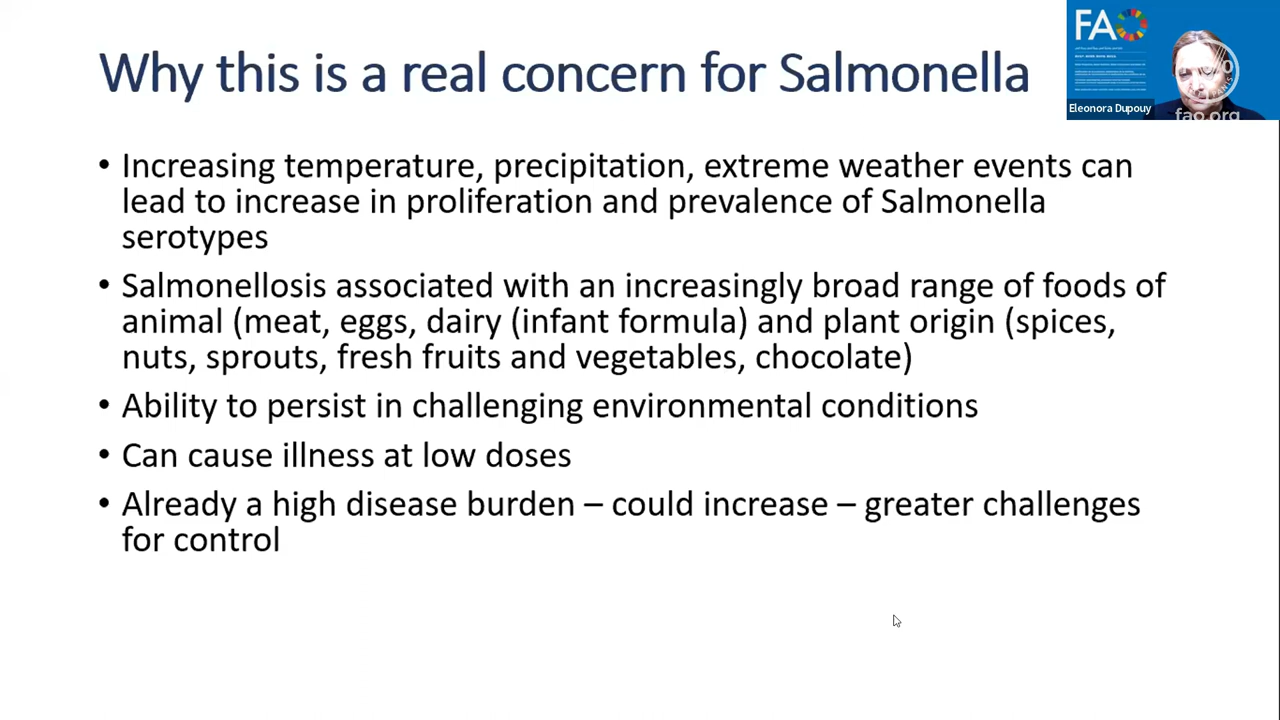 Why this is a real concern for Samonella
FAO
Eleonora Dupouy
fao.org
• Increasing temperature, precipitation, extreme weather events can
lead to increase in proliferation and prevalence of Salmonella
serotypes
• Salmonellosis associated with an increasingly broad range of foods of
animal (meat, eggs, dairy (infant formula) and plant origin (spices,
nuts, sprouts, fresh fruits and vegetables, chocolate)
• Ability to persist in challenging environmental conditions
• Can cause illness at low doses
• Already a high disease burden – could increase – greater challenges
for control